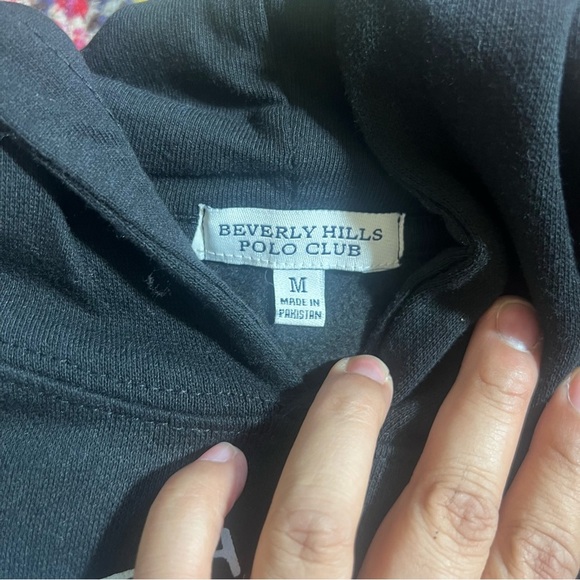 BEVERLY HILLS
POLO CLUB
M
MADE IN
PAKISTAN